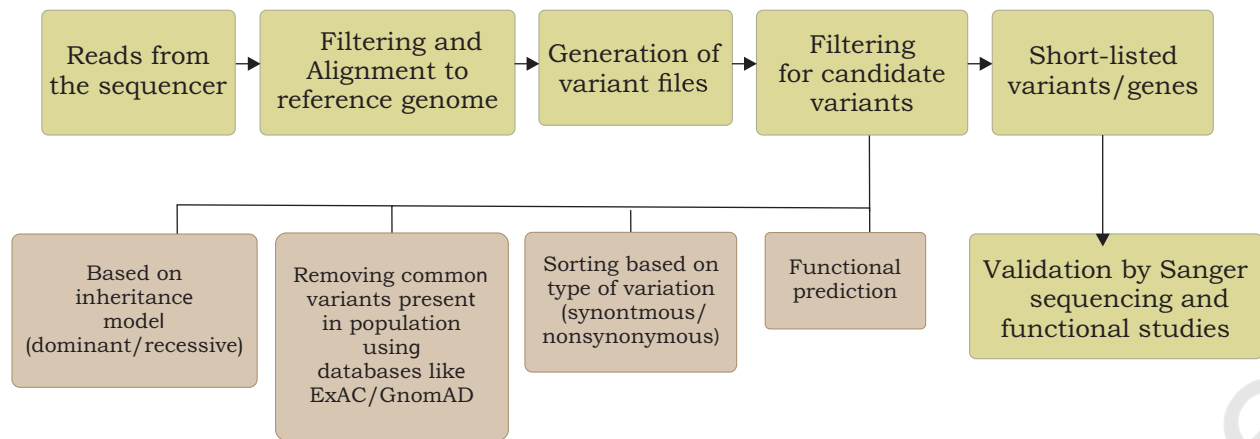 Reads from
the sequencer
Filtering and
Alignment to
reference genome
Generation of
variant files
Filtering
for candidate
variants
Short-listed
variants/genes
Based on
inheritance
model
(dominant/recessive)
Removing common
variants present
in population
using
databases like
ExAC/GnomAD
Sorting based on
type of variation
(synontmous/
nonsynonymous)
Functional
prediction
Validation by Sanger
sequencing and
functional studies